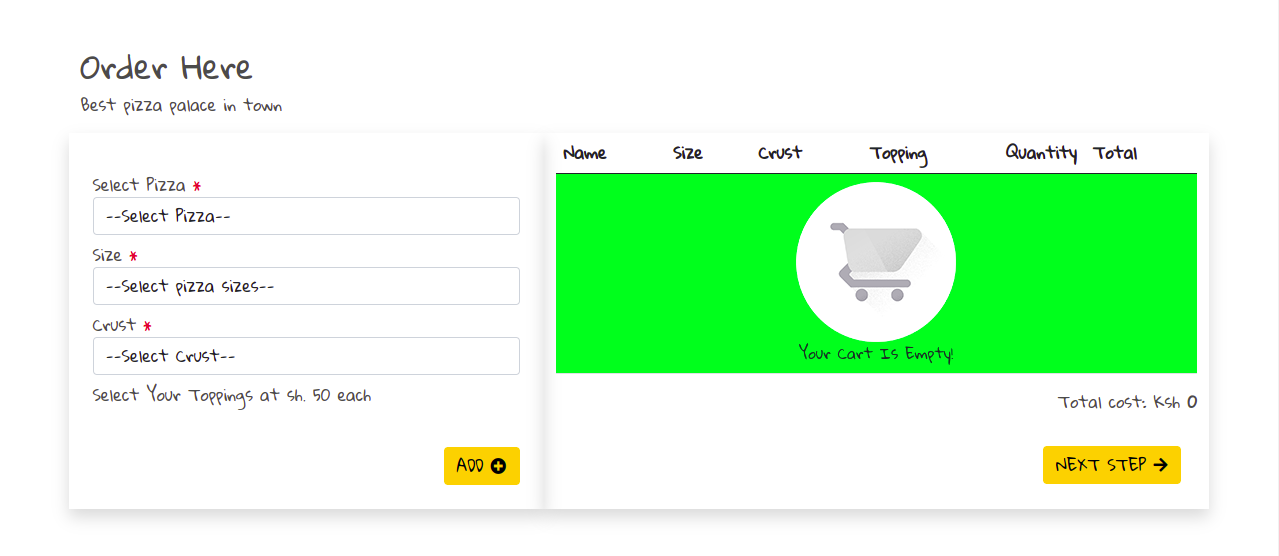 Order Here
Best pizza palace in town
Select Pizza *
--Select Pizza--
Size *
--Select pizza sizes--
Crust *
--Select Crust--
Select Your Toppings at sh. 50 each
ADD
Name Size Crust Topping Quantity Total
Your Cart Is Empty!
Total cost: Ksh 0
NEXT STEP